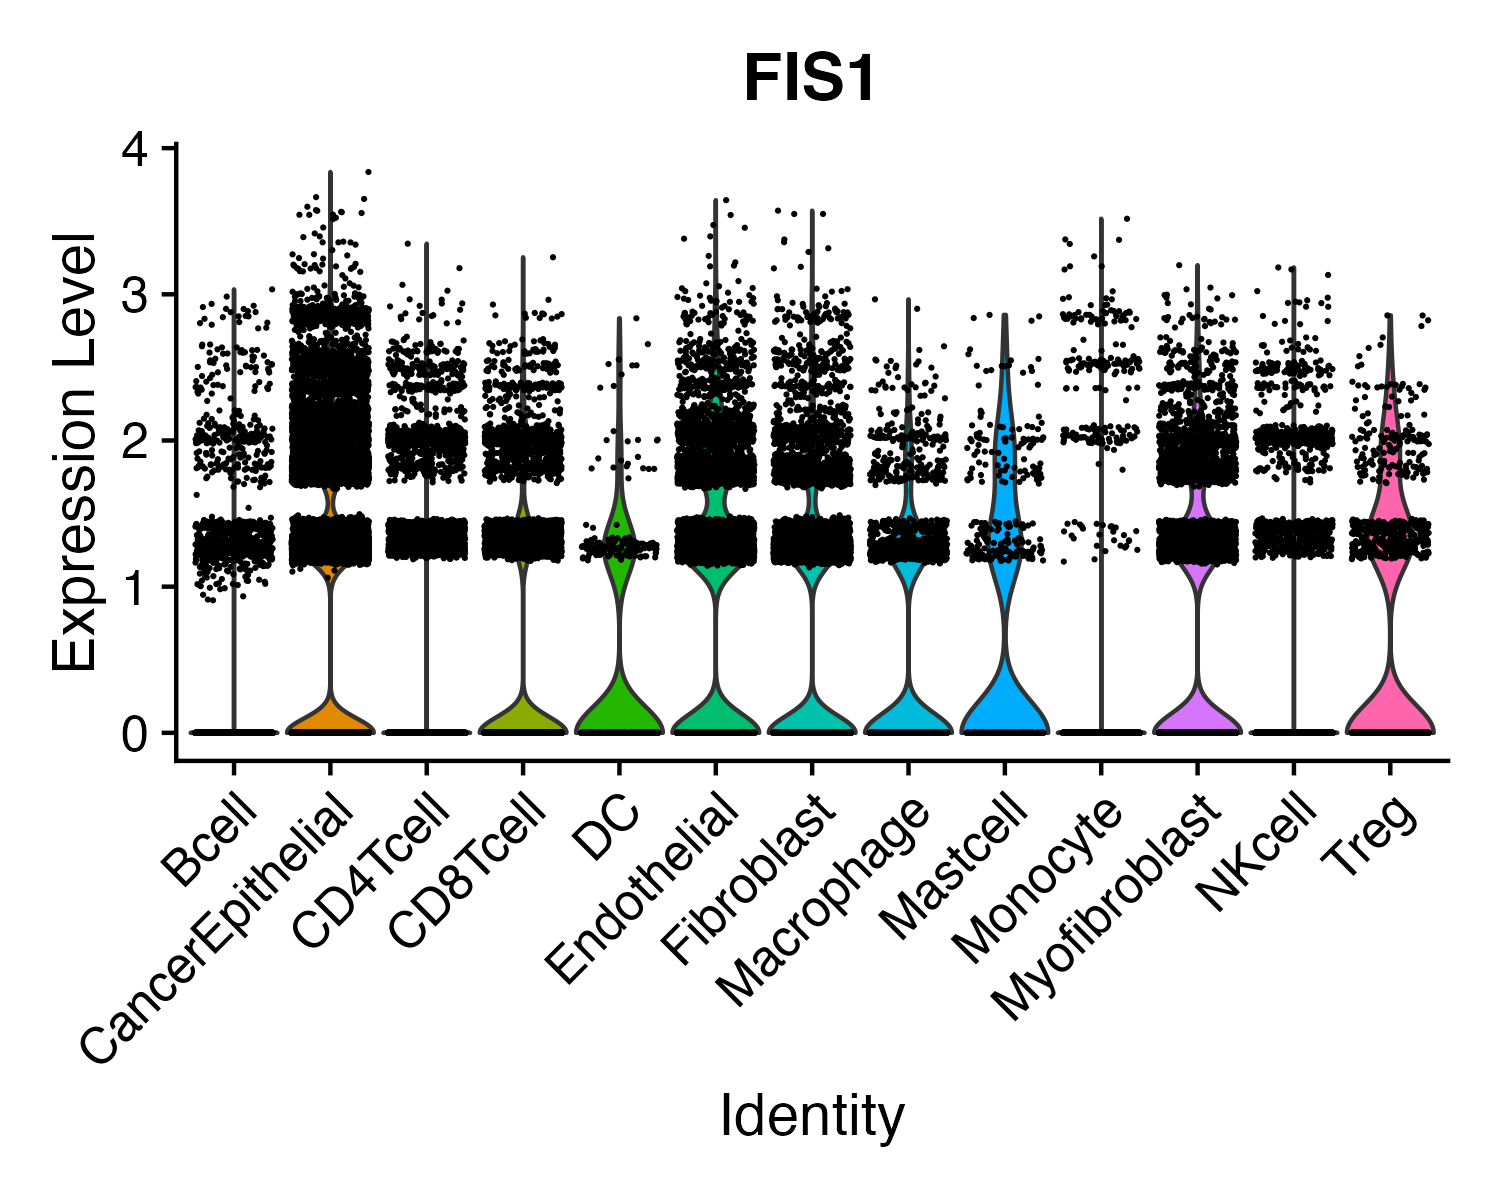 FIS1
Expression Level
4
3
2
1
0
Bcell
CancerEpithelial
CD4Tcell
CD8Tcell
DC
Endothelial
Fibroblast
Macrophage
Mastcell
Monocyte
Myofibroblast
NKcell
Treg
Identity